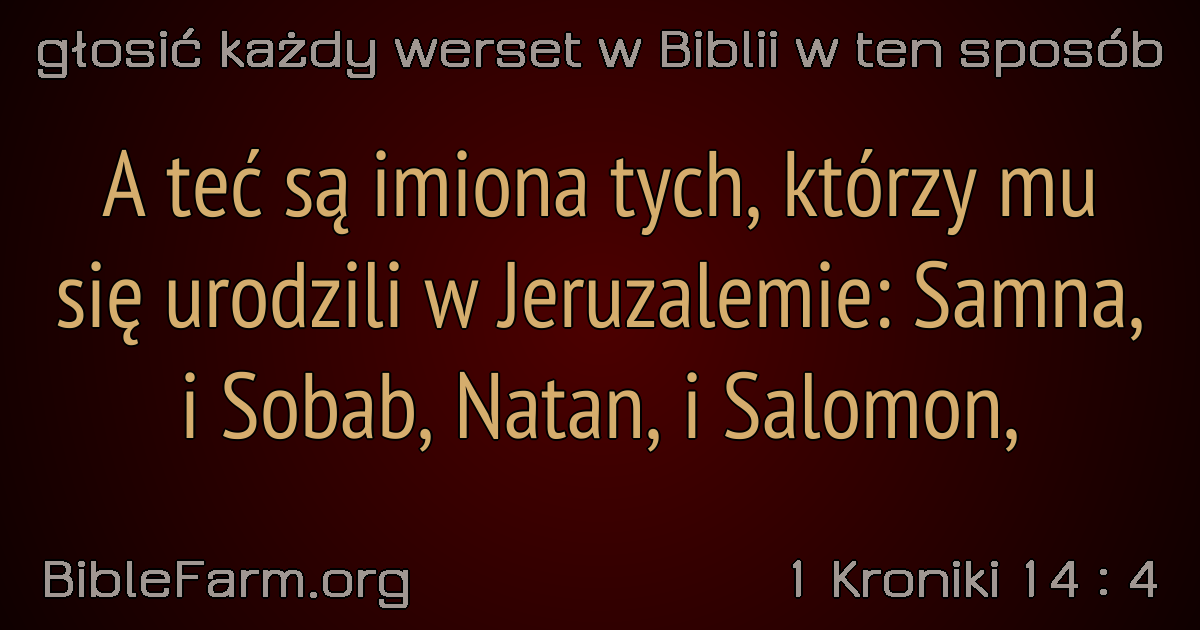 głosić każdy werset w Biblii w ten sposób
A teć są imiona tych, którzy mu
się urodzili w Jeruzalemie: Samna,
i Sobab, Natan, i Salomon,
BibleFarm.org
1 Kroniki 14 : 4